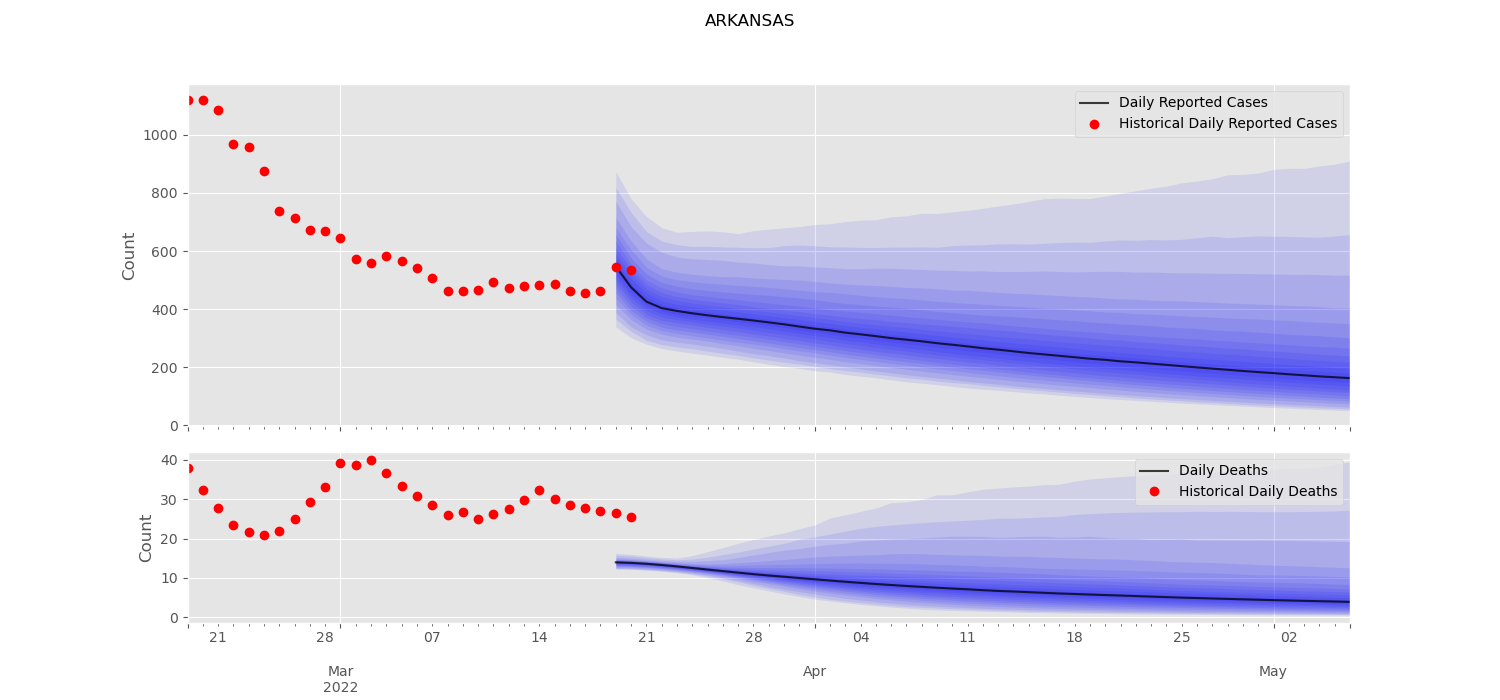 ARKANSAS
Daily Reported Cases
Historical Daily Reported Cases
1000
800
600
400
200
0
Count
Daily Deaths
Historical Daily Deaths
40
30
20
10
0
Count
21 28 07 14 21 28 04 11 18 25 02
Mar Apr May
2022